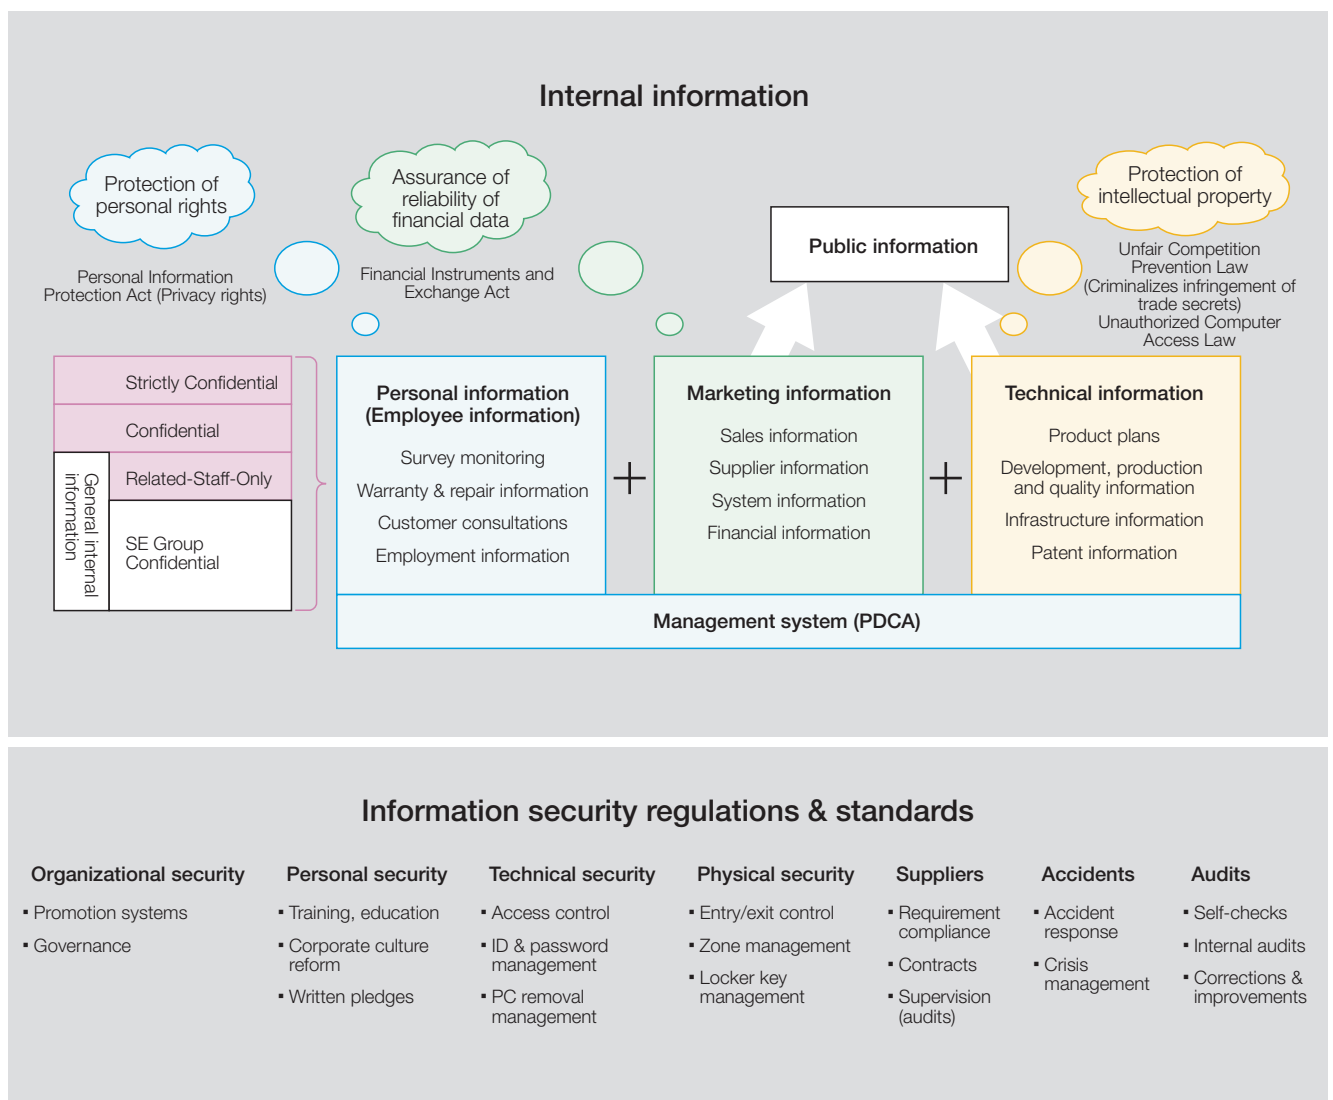 Internal information
Protection of
personal rights
Personal Information
Protection Act (Privacy rights)
Assurance of
reliability of
financial data
Financial Instruments and
Exchange Act
Public information
Protection of
intellectual property
Unfair Competition
Prevention Law
(Criminalizes infringement of
trade secrets)
Unauthorized Computer
Access Law
Strictly Confidential
Confidential
Related-Staff-Only
SE Group
Confidential
General internal
information
Personal information
(Employee information)
Survey monitoring
Warranty & repair information
Customer consultations
Employment information
+
Marketing information
Sales information
Supplier information
System information
Financial information
+
Technical information
Product plans
Development, production
and quality information
Infrastructure information
Patent information
Management system (PDCA)
Information security regulations & standards
Organizational security
▪ Promotion systems
▪ Governance
Personal security
▪ Training, education
▪ Corporate culture
reform
▪ Written pledges
Technical security
▪ Access control
▪ ID & password
management
▪ PC removal
management
Physical security
▪ Entry/exit control
▪ Zone management
▪ Locker key
management
Suppliers
▪ Requirement
compliance
▪ Contracts
▪ Supervision
(audits)
Accidents
▪ Accident
response
▪ Crisis
management
Audits
▪ Self-checks
▪ Internal audits
▪ Corrections &
improvements